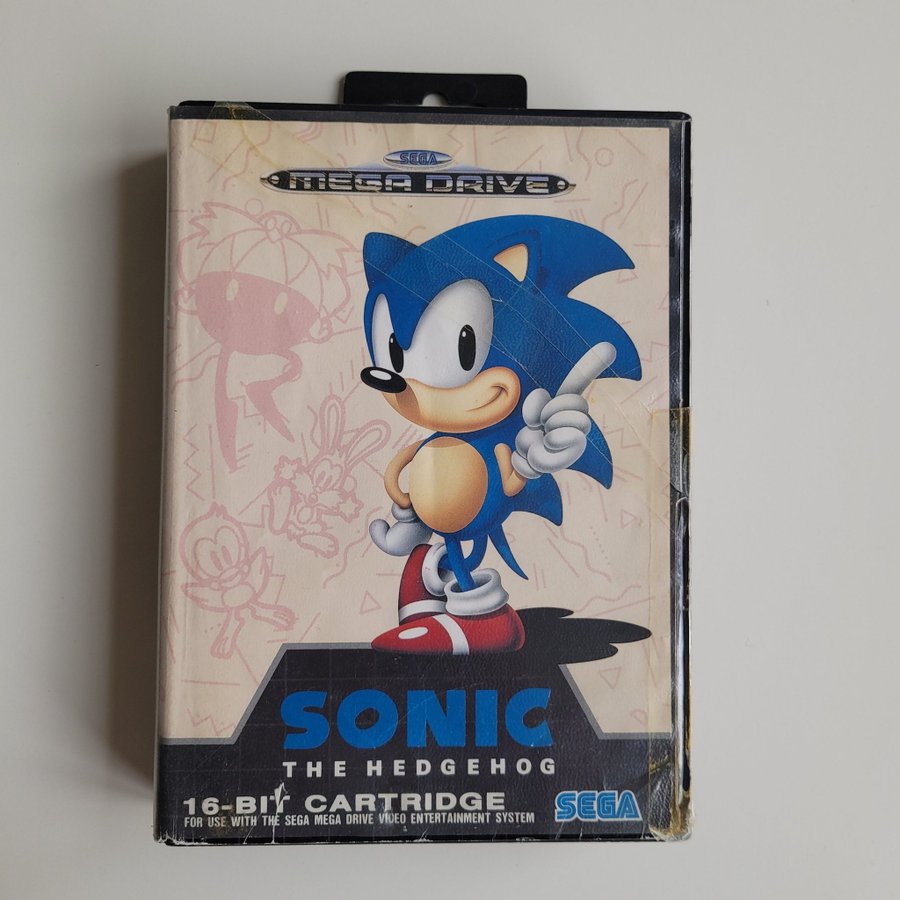 SEGA
MEGA DRIVE
SONIC
THE HEDGEHOG
16-BIT CARTRIDGE
FOR USE WITH THE SEGA MEGA DRIVE VIDEO ENTERTAINMENT SYSTEM
SEGA